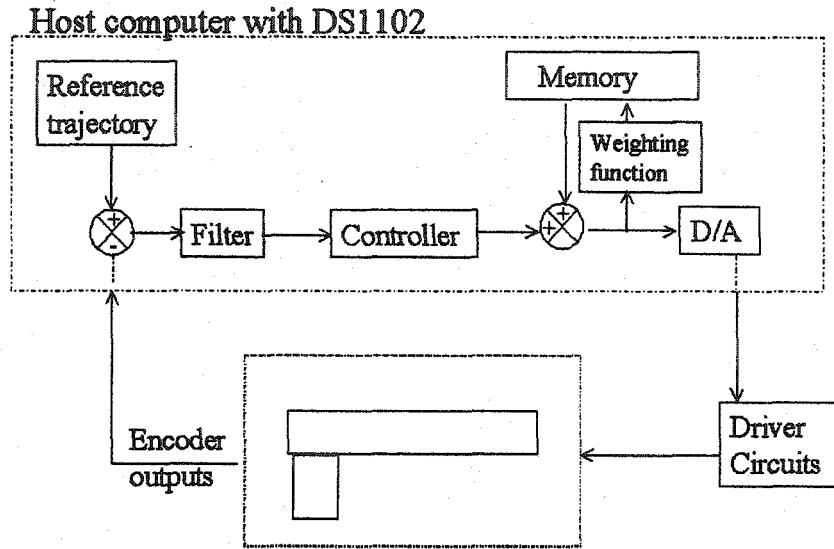 Host computer with DS1102
Reference
trajectory
Memory
Weighting
function
+
-
Filter
Controller
+
+
D/A
Encoder
outputs
Driver
Circuits